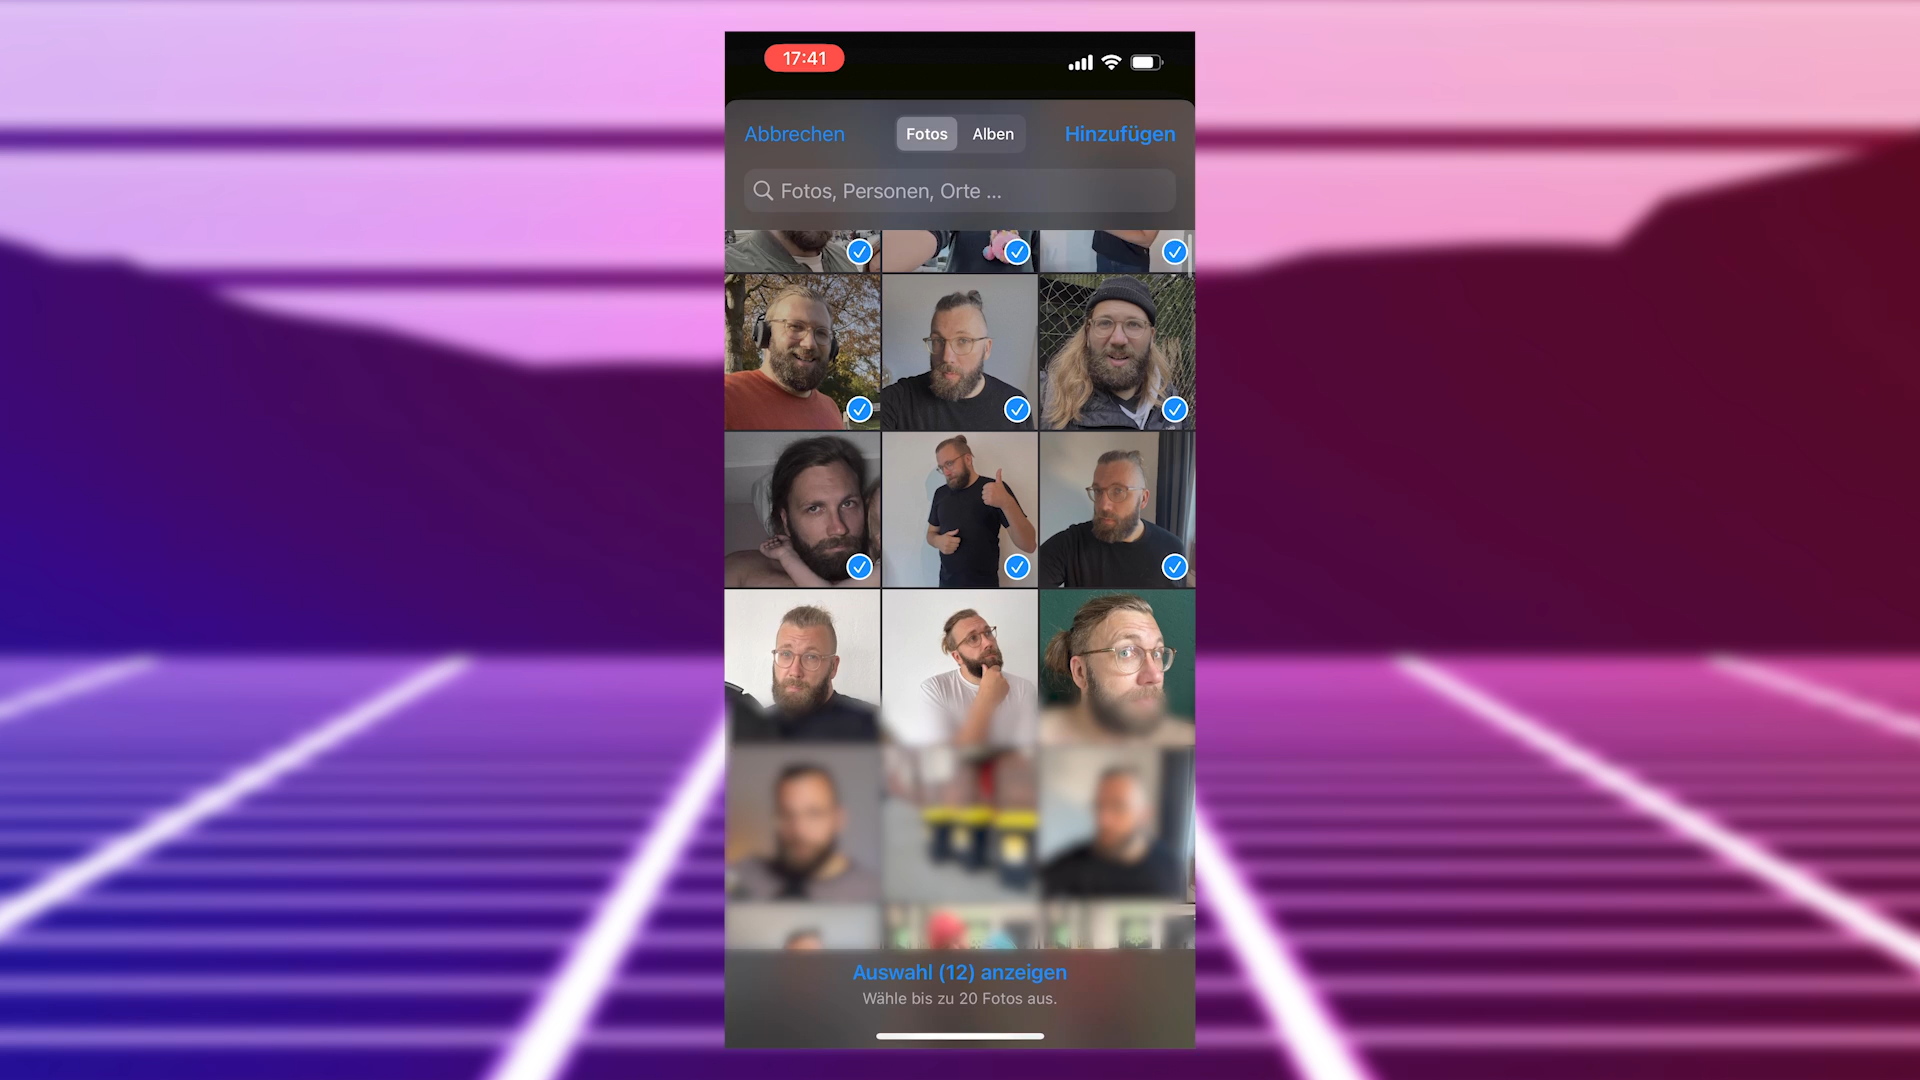 17:41
Abbrechen
Fotos
Alben
Hinzufügen
Fotos, Personen, Orte ...
Auswahl (12) anzeigen
Wähle bis zu 20 Fotos aus.